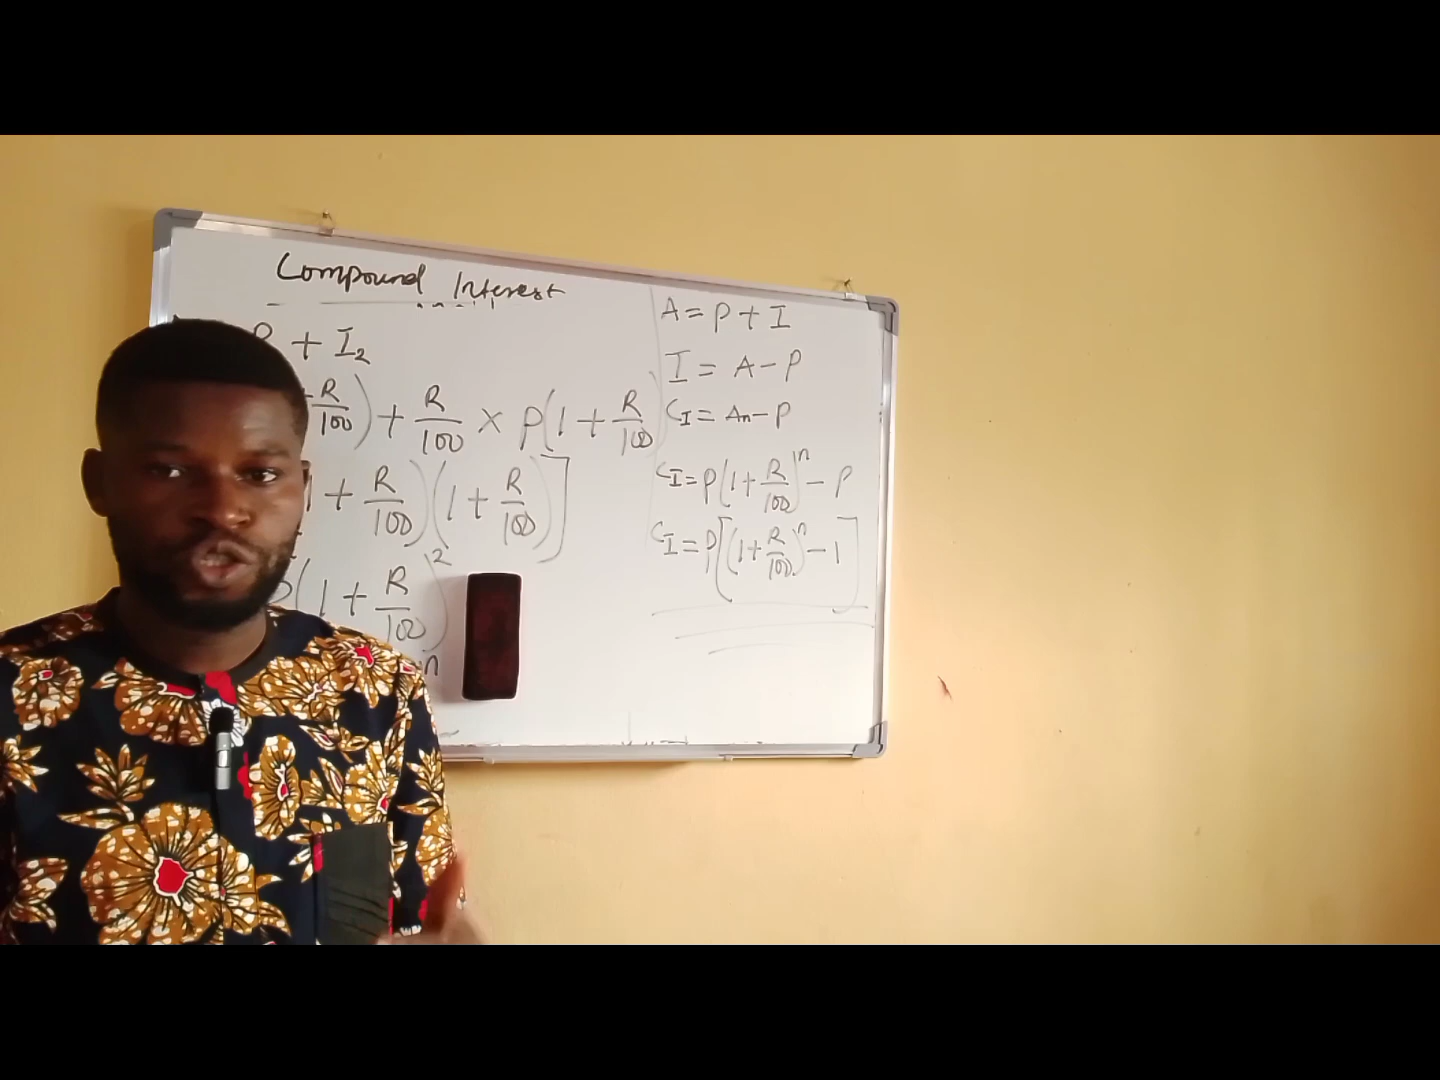 Compound Interest
P + I₂
+ R/100) + R/100 × P(1 + R/100)
1 + R/100)(1 + R/100)]
P(1 + R/100)²
n
A = P + I
I = A - P
CI = An - P
CI = P(1 + R/100)ⁿ - P
CI = P[(1 + R/100)ⁿ - 1]